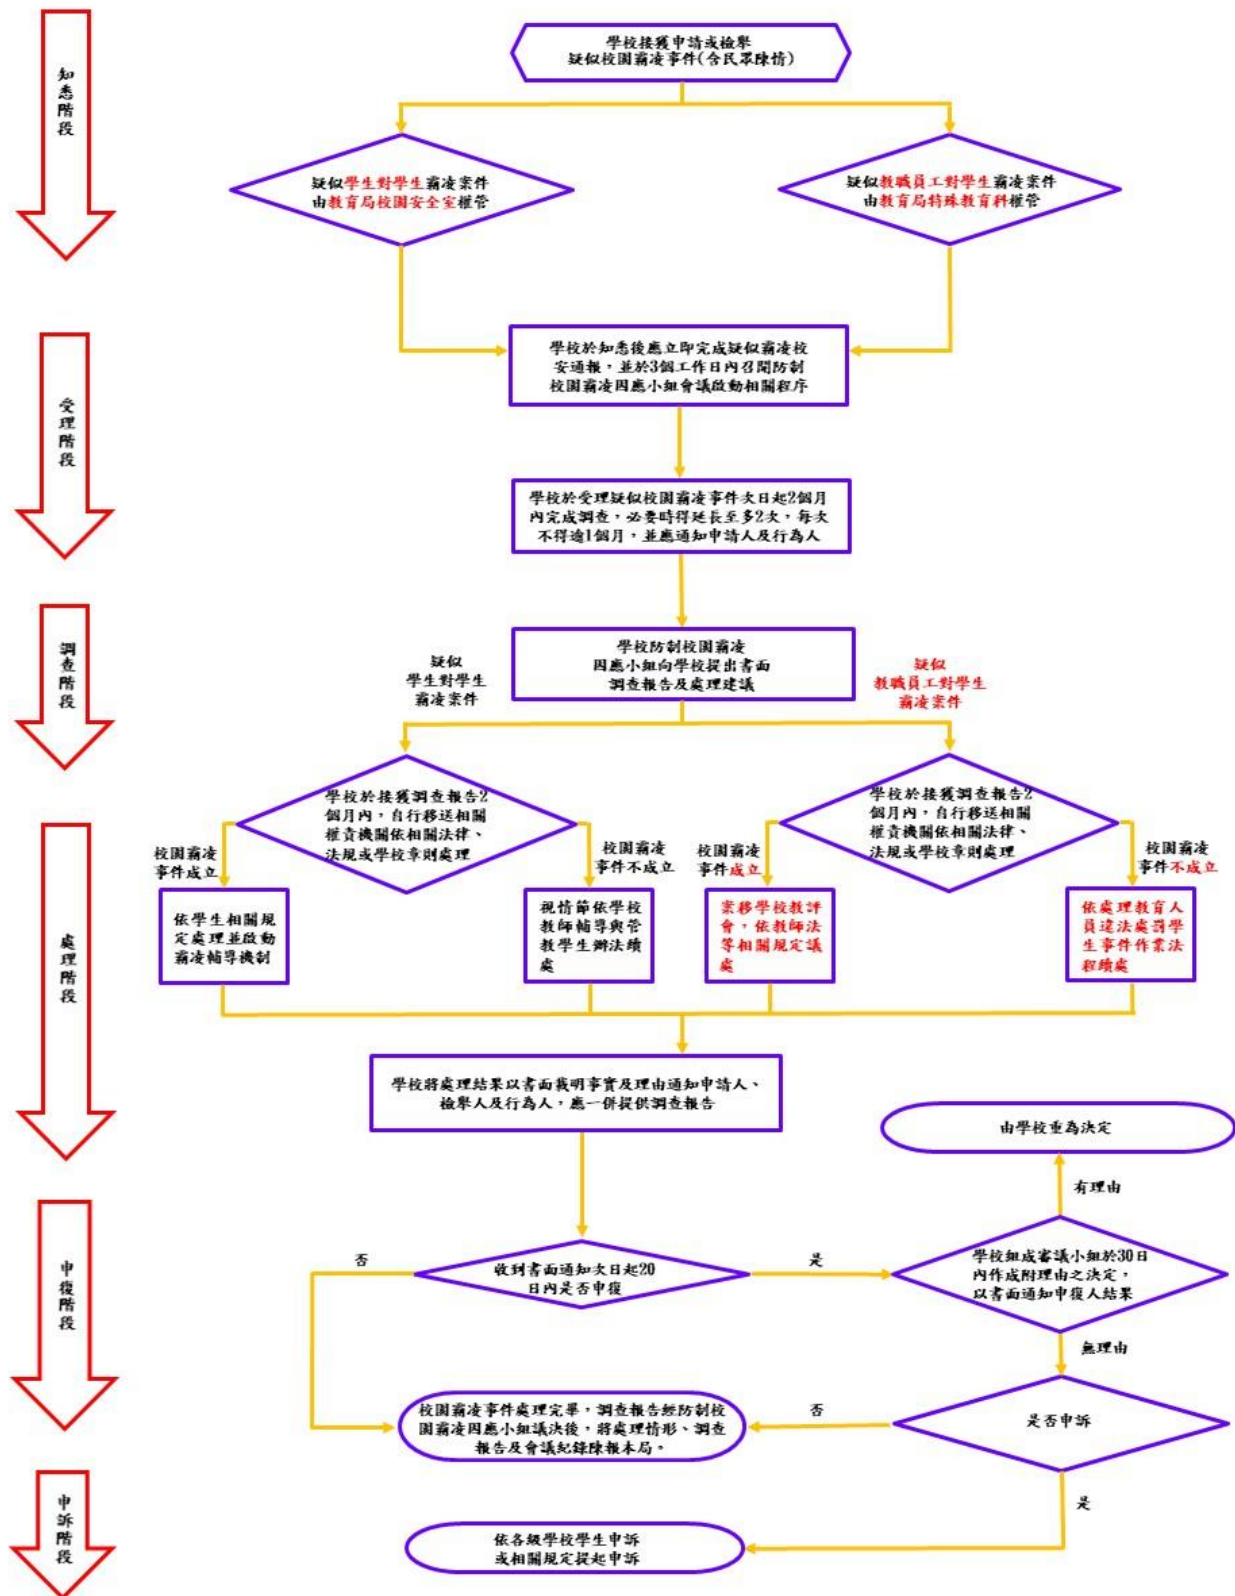 知悉階段
學校接獲申請或檢舉
疑似校園霸凌事件(含民眾陳情)
疑似學生對學生霸凌案件
由教育局校園安全室權管
疑似教職員工對學生霸凌案件
由教育局特殊教育科權管
受理階段
學校於知悉後應立即完成疑似霸凌校
安通報，並於3個工作日內召開防制
校園霸凌因應小組會議啟動相關程序
學校於受理疑似校園霸凌事件次日起2個月
內完成調查，必要時得延長至多2次，每次
不得逾1個月，並應通知申請人及行為人
調查階段
學校防制校園霸凌
因應小組向學校提出書面
調查報告及處理建議
疑似
學生對學生
霸凌案件
疑似
教職員工對學生
霸凌案件
處理階段
學校於接獲調查報告2
個月內，自行移送相關
權責機關依相關法律、
法規或學校章則處理
學校於接獲調查報告2
個月內，自行移送相關
權責機關依相關法律、
法規或學校章則處理
校園霸凌
事件成立
校園霸凌
事件不成立
校園霸凌
事件成立
校園霸凌
事件不成立
依學生相關規
定處理並啟動
霸凌輔導機制
視情節依學校
教師輔導與管
教學生辦法續
處
案移學校教評
會，依教師法
等相關規定議
處
依處理教育人
員違法處罰學
生事件作業法
程續處
學校將處理結果以書面載明事實及理由通知申請人、
檢舉人及行為人，應一併提供調查報告
由學校重為決定
有理由
申復階段
否
收到書面通知次日起20
日內是否申復
是
學校組成審議小組於30日
內作成附理由之決定，
以書面通知申復人結果
無理由
校園霸凌事件處理完畢，調查報告經防制校
園霸凌因應小組議決後，將處理情形、調查
報告及會議紀錄陳報本局。
否
是否申訴
是
申訴階段
依各級學校學生申訴
或相關規定提起申訴